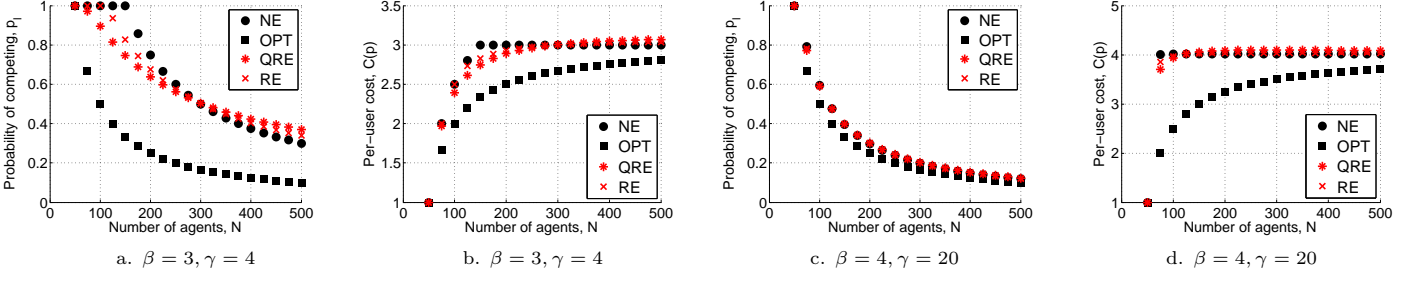 Probability of competing, p_l
1
0.8
0.6
0.4
0.2
0
0 100 200 300 400 500
Number of agents, N
NE
OPT
QRE
RE
a. β = 3, γ = 4
Per−user cost, C(p)
3.5
3
2.5
2
1.5
1
0 100 200 300 400 500
Number of agents, N
NE
OPT
QRE
RE
b. β = 3, γ = 4
Probability of competing, p_l
1
0.8
0.6
0.4
0.2
0
0 100 200 300 400 500
Number of agents, N
NE
OPT
QRE
RE
c. β = 4, γ = 20
Per−user cost, C(p)
5
4
3
2
1
0 100 200 300 400 500
Number of agents, N
NE
OPT
QRE
RE
d. β = 4, γ = 20